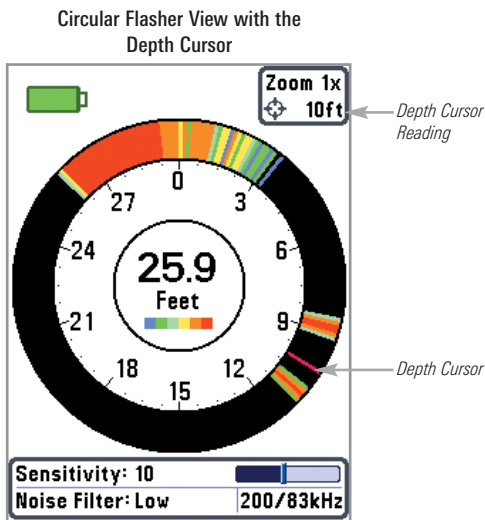 Circular Flasher View with the
Depth Cursor
Zoom 1x
10ft
Depth Cursor
Reading
0
3
6
9
12
15
18
21
24
27
25.9
Feet
Depth Cursor
Sensitivity: 10
Noise Filter: Low
200/83kHz